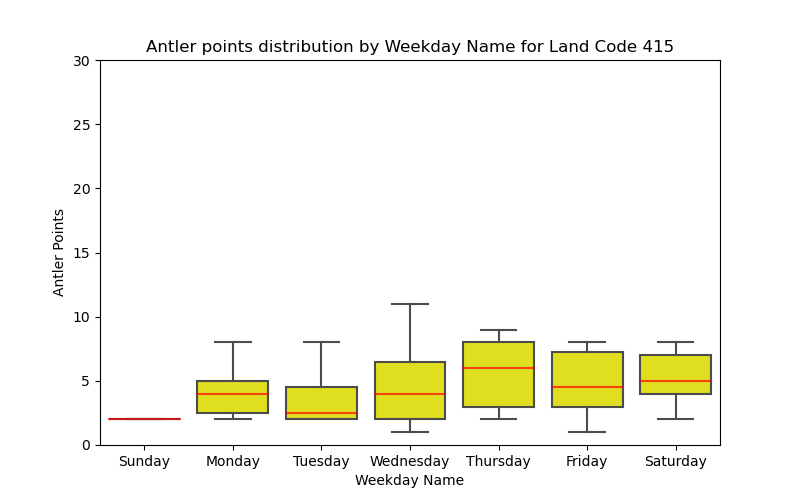 Antler points distribution by Weekday Name for Land Code 415
30
25
20
15
10
5
0
Antler Points
Sunday Monday Tuesday Wednesday Thursday Friday Saturday
Weekday Name